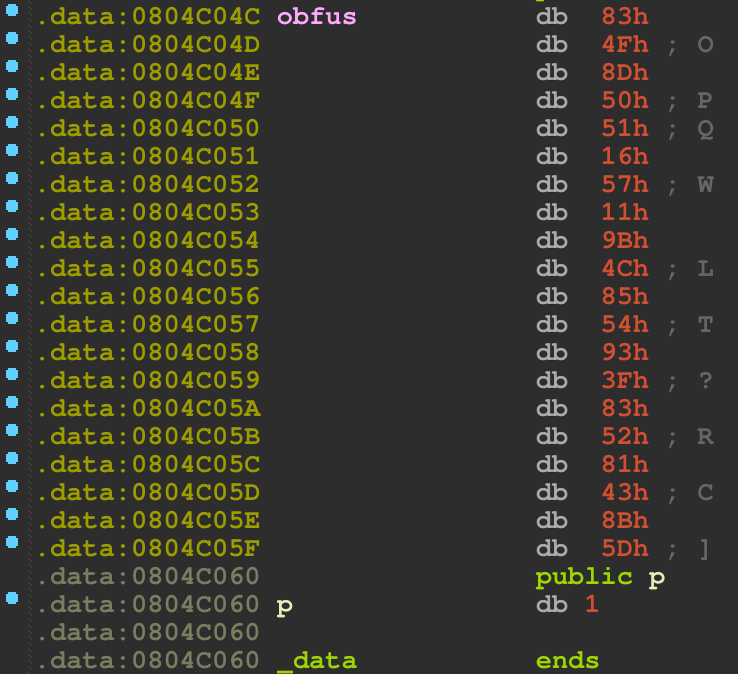 .data:0804C04C obfus db 83h
.data:0804C04D db 4Fh ; O
.data:0804C04E db 8Dh
.data:0804C04F db 50h ; P
.data:0804C050 db 51h ; Q
.data:0804C051 db 16h
.data:0804C052 db 57h ; W
.data:0804C053 db 11h
.data:0804C054 db 9Bh
.data:0804C055 db 4Ch ; L
.data:0804C056 db 85h
.data:0804C057 db 54h ; T
.data:0804C058 db 93h
.data:0804C059 db 3Fh ; ?
.data:0804C05A db 83h
.data:0804C05B db 52h ; R
.data:0804C05C db 81h
.data:0804C05D db 43h ; C
.data:0804C05E db 8Bh
.data:0804C05F db 5Dh ; ]
.data:0804C060 public p
.data:0804C060 p db 1
.data:0804C060
.data:0804C060 _data ends